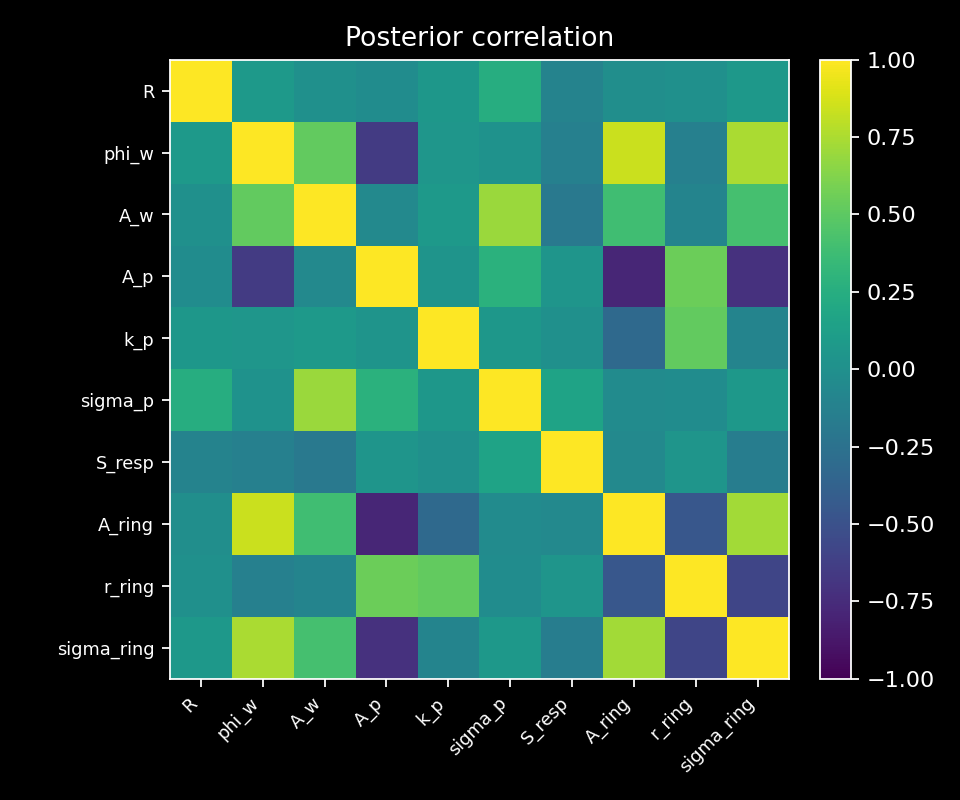 Posterior correlation
R
phi_w
A_w
A_p
k_p
sigma_p
S_resp
A_ring
r_ring
sigma_ring
R
phi_w
A_w
A_p
k_p
sigma_p
S_resp
A_ring
r_ring
sigma_ring
1.00
0.75
0.50
0.25
0.00
−0.25
−0.50
−0.75
−1.00